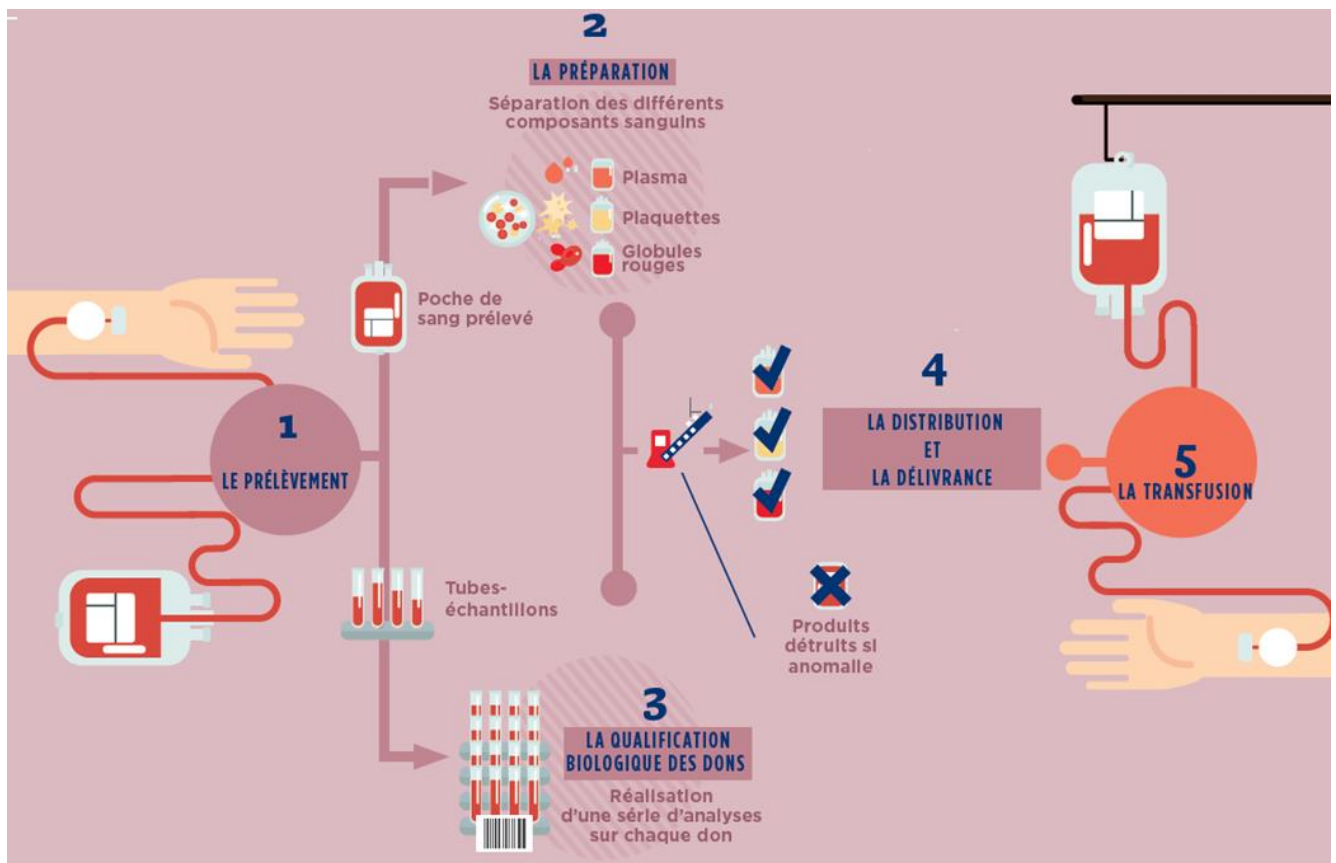 1
LE PRÉLÈVEMENT
Poche de
sang prélevé
Tubes-
échantillons
2
LA PRÉPARATION
Séparation des différents
composants sanguins
Plasma
Plaquettes
Globules
rouges
3
LA QUALIFICATION
BIOLOGIQUE DES DONS
Réalisation
d'une série d'analyses
sur chaque don
Produits
détruits si
anomalie
4
LA DISTRIBUTION
ET
LA DÉLIVRANCE
5
LA TRANSFUSION